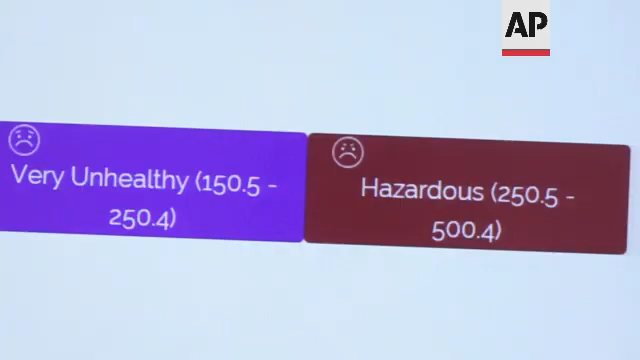 AP
Very Unhealthy (150.5 -
250.4)
Hazardous (250.5 -
500.4)